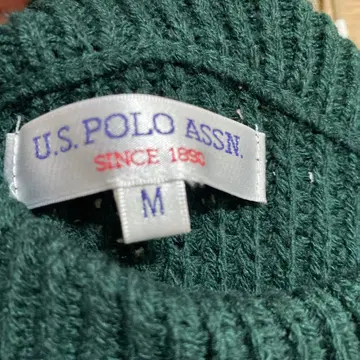 U.S. POLO ASSN.
SINCE 1890
M